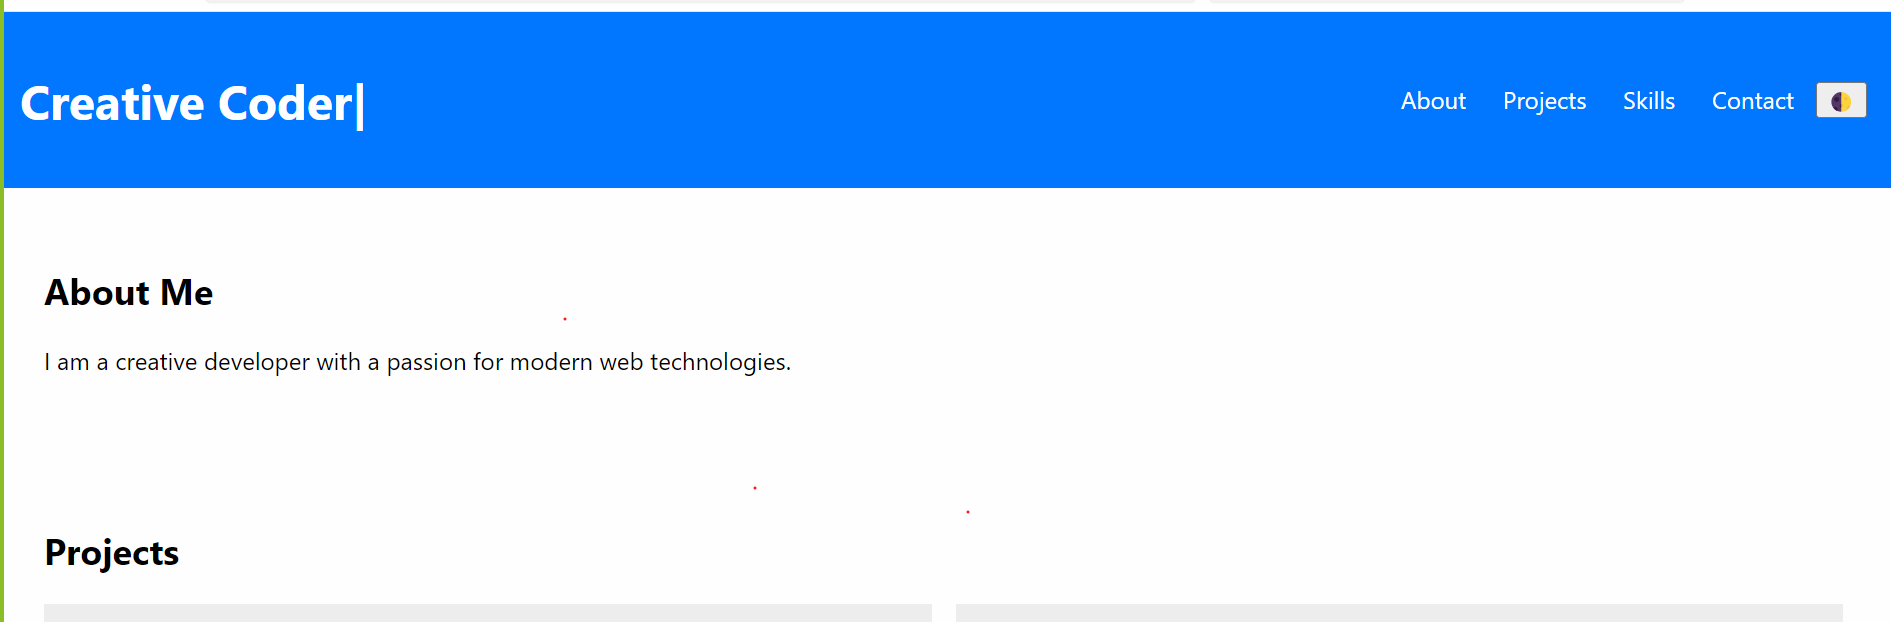 Creative Coder|
About Projects Skills Contact
About Me
I am a creative developer with a passion for modern web technologies.
Projects